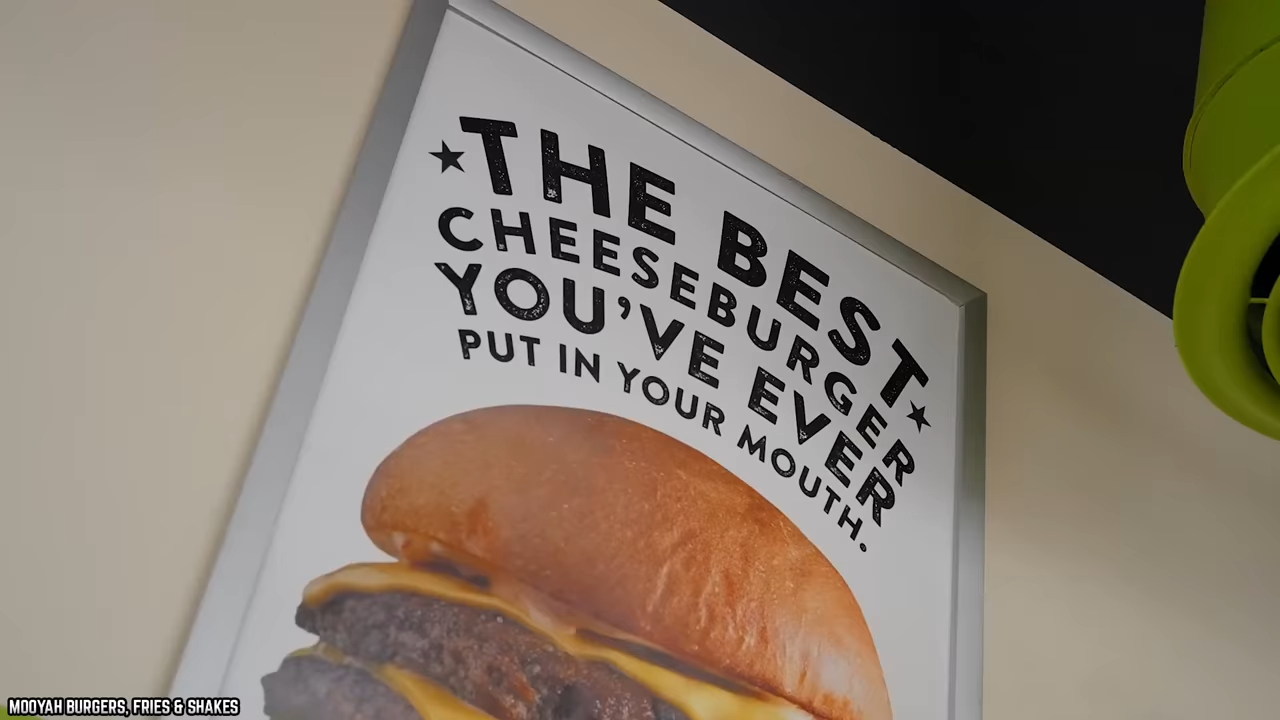 THE BEST
CHEESEBURGER
YOU'VE EVER
PUT IN YOUR MOUTH.
MOOYAH BURGERS, FRIES & SHAKES